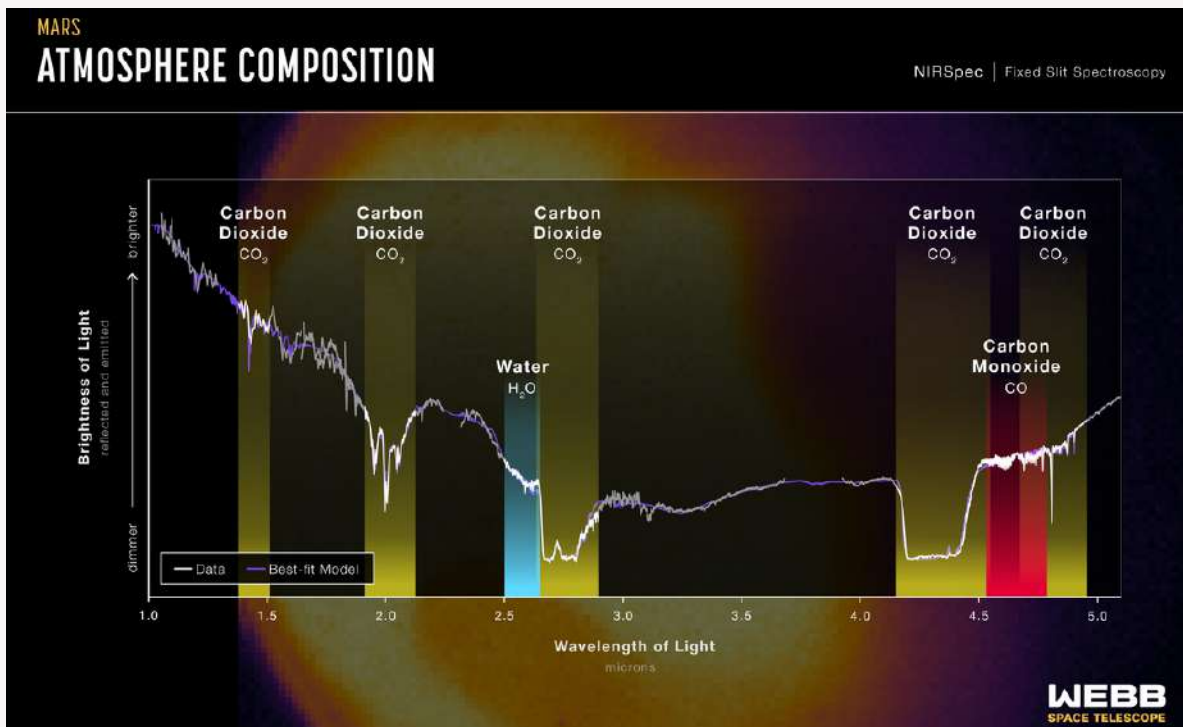 MARS
ATMOSPHERE COMPOSITION
NIRSpec | Fixed Slit Spectroscopy
brighter
Brightness of Light
reflected and emitted
dimmer
Carbon
Dioxide
CO₂
Carbon
Dioxide
CO₂
Carbon
Dioxide
CO₂
Carbon
Dioxide
CO₂
Carbon
Dioxide
CO₂
Water
H₂O
Carbon
Monoxide
CO
Data
Best-fit Model
1.0
1.5
2.0
2.5
3.0
3.5
4.0
4.5
5.0
Wavelength of Light
microns
WEBB
SPACE TELESCOPE